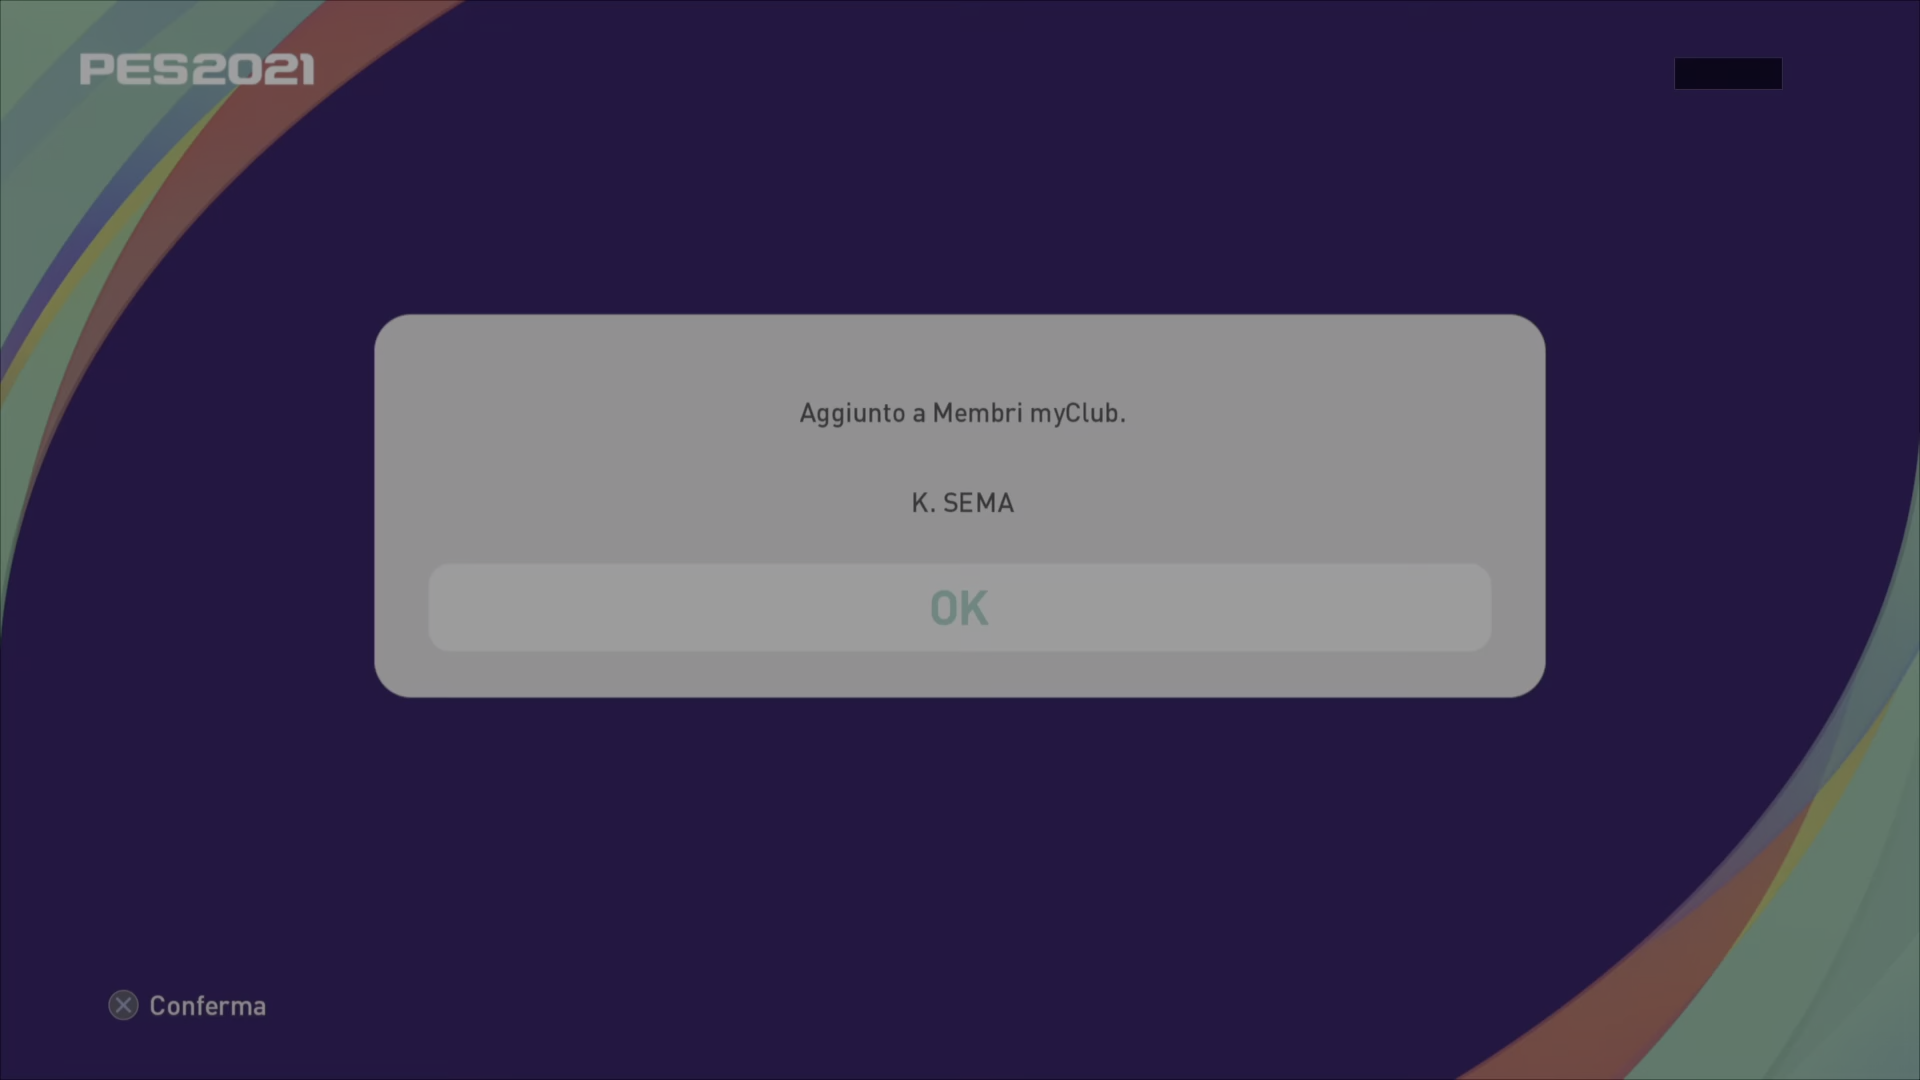 PES2021
Aggiunto a Membri myClub.
K. SEMA
OK
Conferma